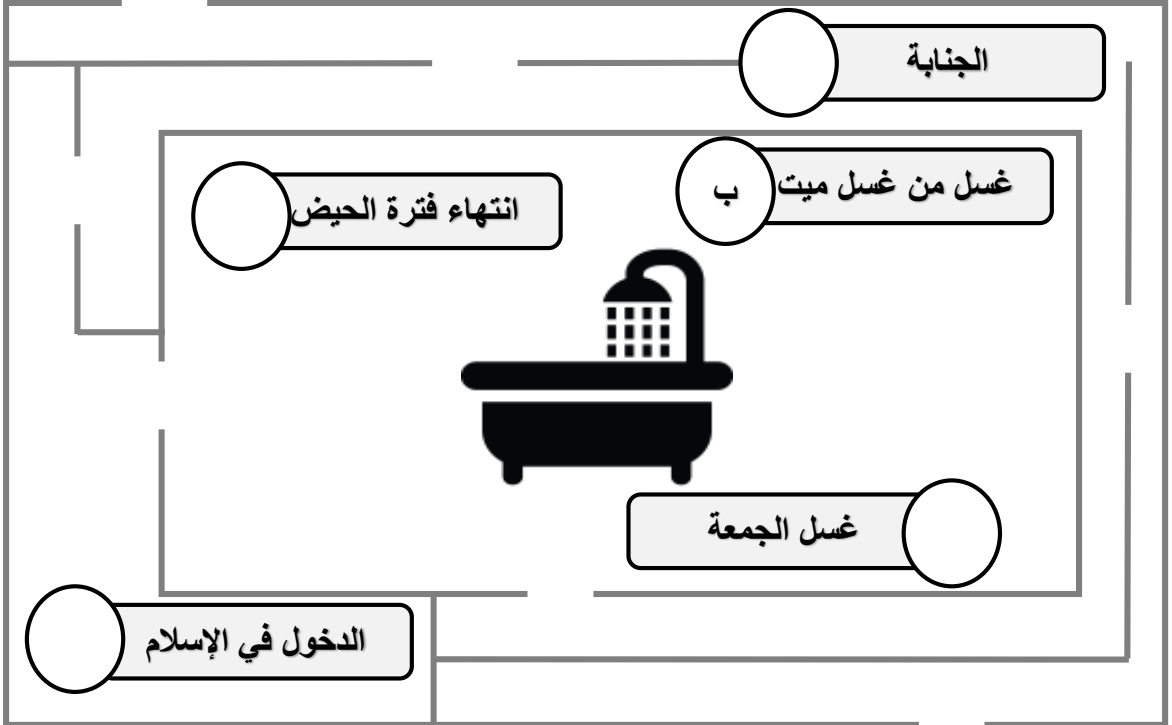 الجنابة
غسل من غسل ميت
ب
انتهاء فترة الحيض
غسل الجمعة
الدخول في الإسلام